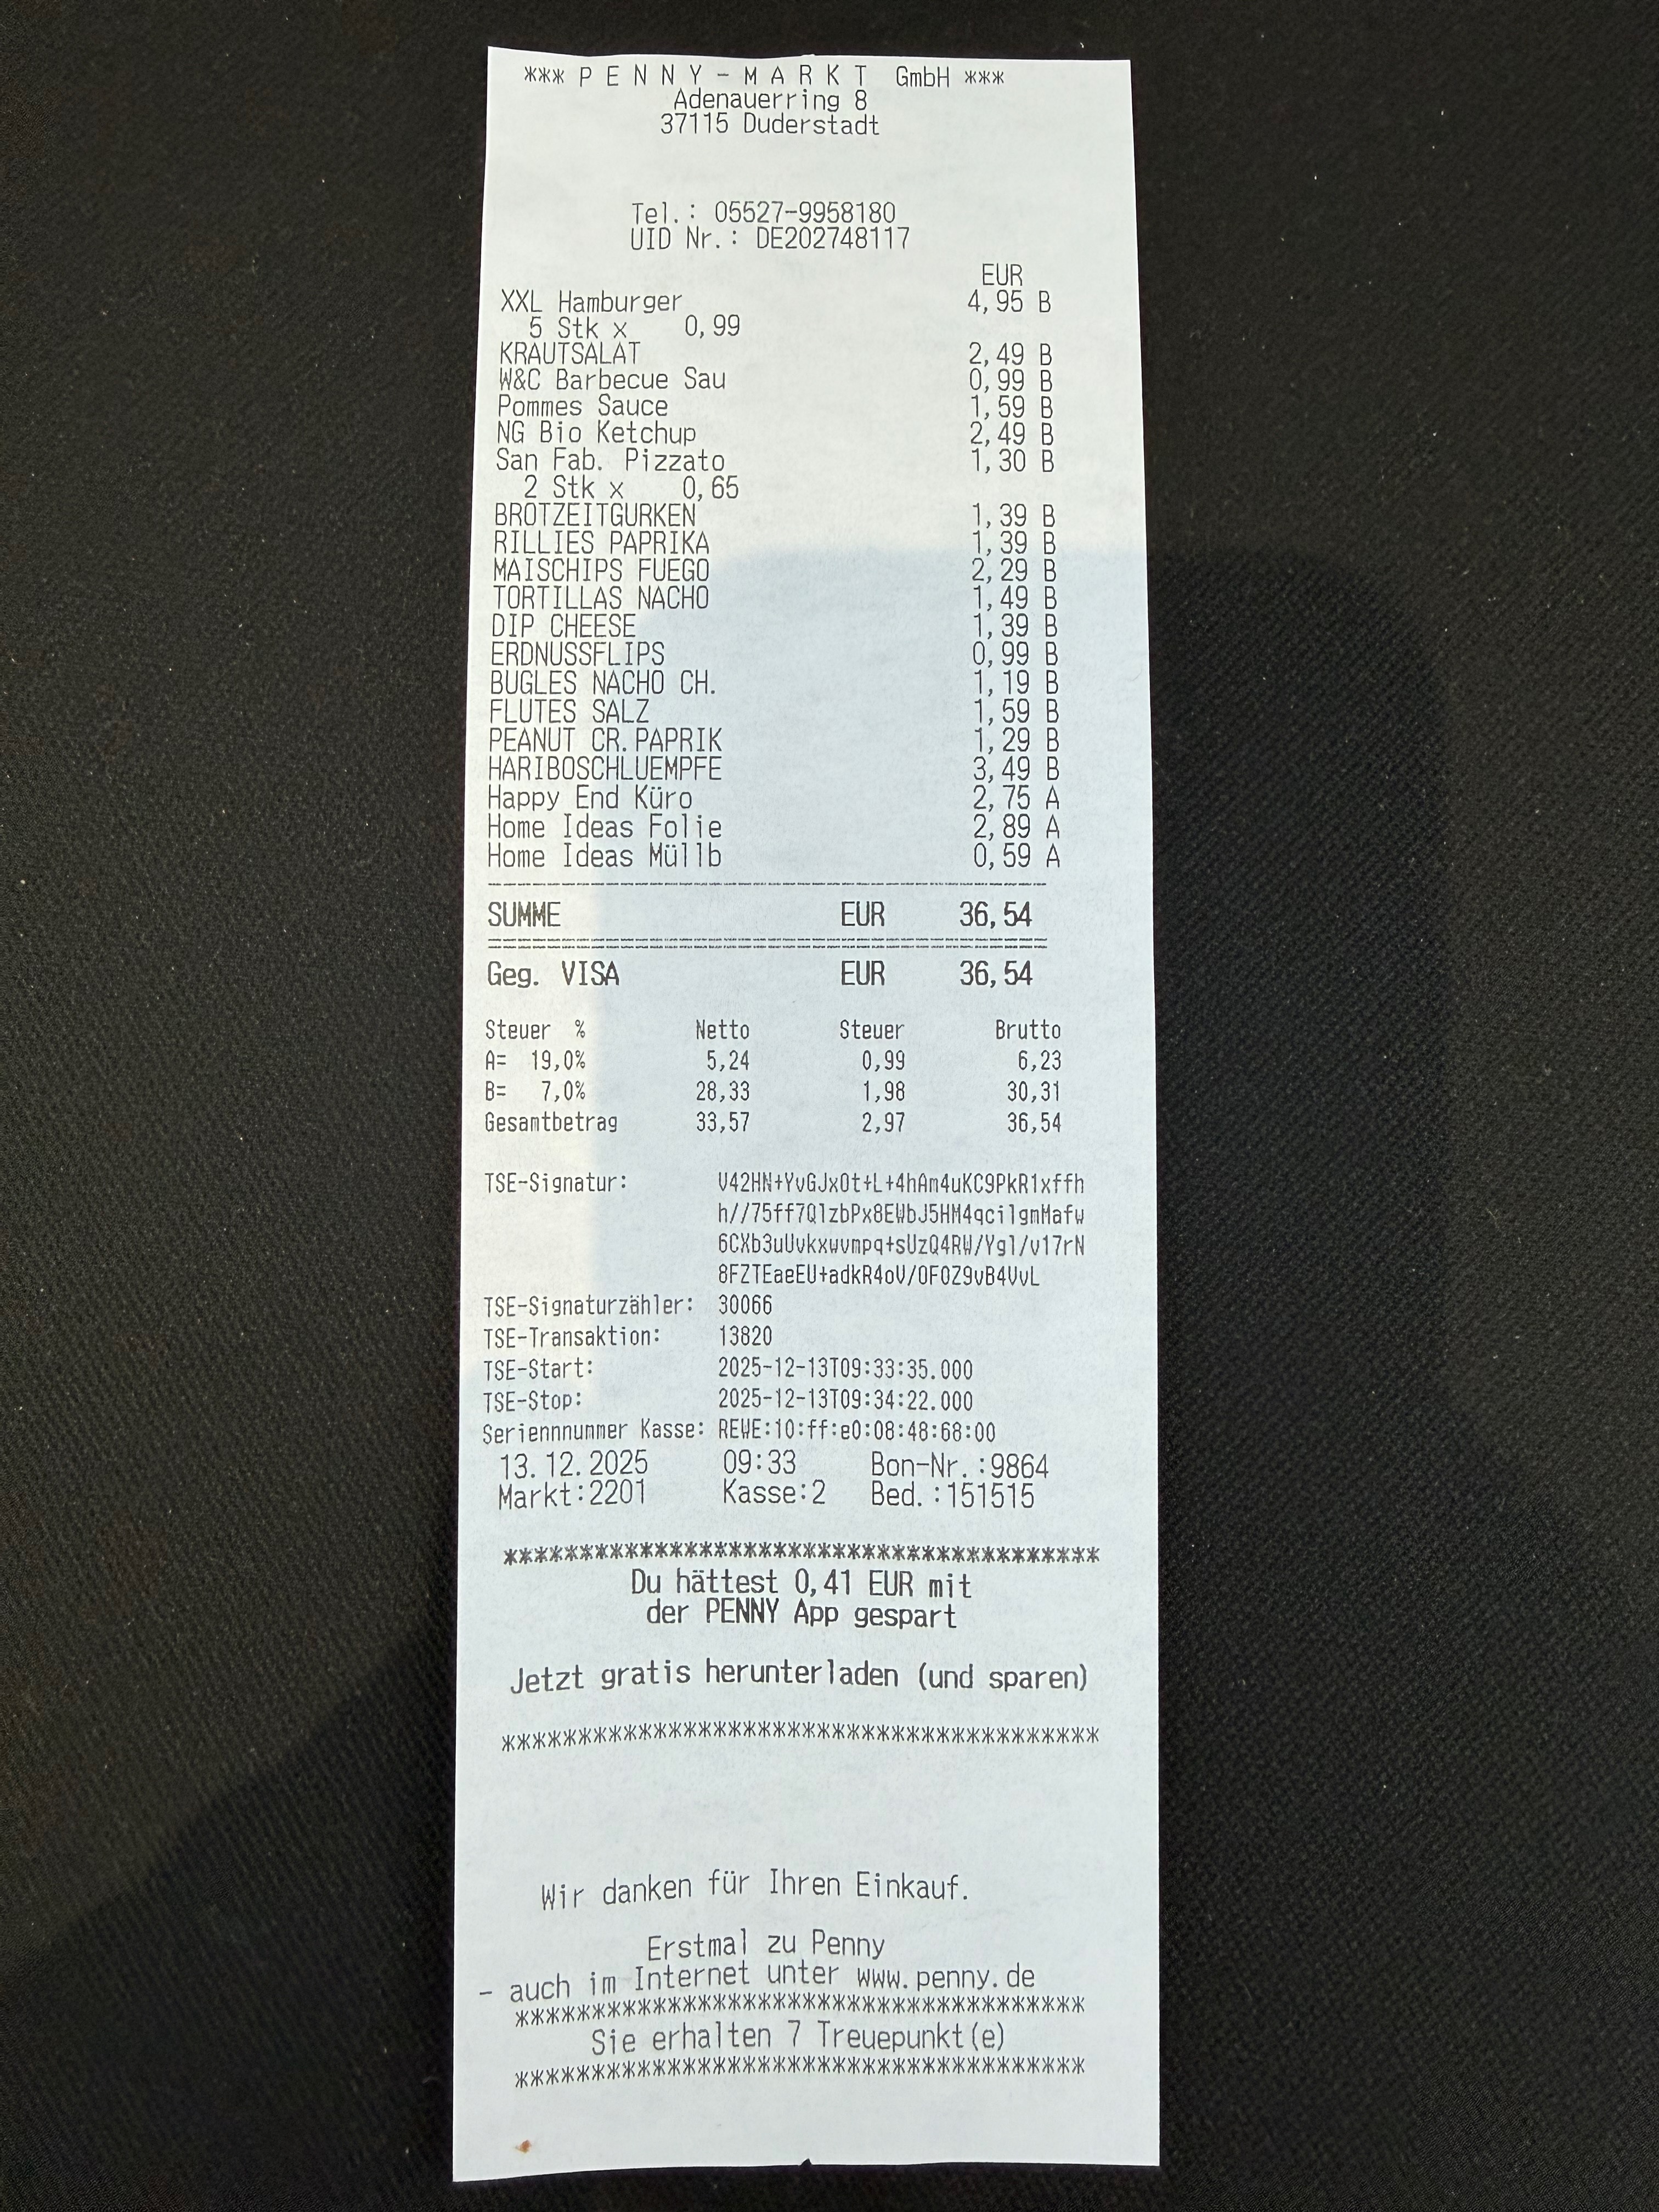 *** P E N N Y - M A R K T GmbH ***
Adenauerring 8
37115 Duderstadt
Tel.: 05527-9958180
UID Nr.: DE202748117
EUR
XXL Hamburger 4,95 B
5 Stk x 0,99
KRAUTSALAT 2,49 B
W&C Barbecue Sau 0,99 B
Pommes Sauce 1,59 B
NG Bio Ketchup 2,49 B
San Fab. Pizzato 1,30 B
2 Stk x 0,65
BROTZEITGURKEN 1,39 B
RILLIES PAPRIKA 1,39 B
MAISCHIPS FUEGO 2,29 B
TORTILLAS NACHO 1,49 B
DIP CHEESE 1,39 B
ERDNUSSFLIPS 0,99 B
BUGLES NACHO CH. 1,19 B
FLUTES SALZ 1,59 B
PEANUT CR.PAPRIK 1,29 B
HARIBOSCHLUEMPFE 3,49 B
Happy End Küro 2,75 A
Home Ideas Folie 2,89 A
Home Ideas Müllb 0,59 A
SUMME EUR 36,54
Geg. VISA EUR 36,54
Steuer % Netto Steuer Brutto
A= 19,0% 5,24 0,99 6,23
B= 7,0% 28,33 1,98 30,31
Gesamtbetrag 33,57 2,97 36,54
TSE-Signatur: V42HN+YvGJxOt+L+4hAm4uKC9PkR1xffh
h//75ff7QlzbPx8EWbJ5HM4qcilgmMafw
6CXb3uUvkxwvmpq+sUzQ4RW/Ygl/v17rN
8FZTEaeEU+adkR4oV/OFOZ9vB4VvL
TSE-Signaturzähler: 30066
TSE-Transaktion: 13820
TSE-Start: 2025-12-13T09:33:35.000
TSE-Stop: 2025-12-13T09:34:22.000
Seriennnummer Kasse: REWE:10:ff:e0:08:48:68:00
13.12.2025 09:33 Bon-Nr.:9864
Markt:2201 Kasse:2 Bed.:151515
****************************************
Du hättest 0,41 EUR mit
der PENNY App gespart
Jetzt gratis herunterladen (und sparen)
****************************************
Wir danken für Ihren Einkauf.
Erstmal zu Penny
- auch im Internet unter www.penny.de
**************************************
Sie erhalten 7 Treuepunkt(e)
**************************************